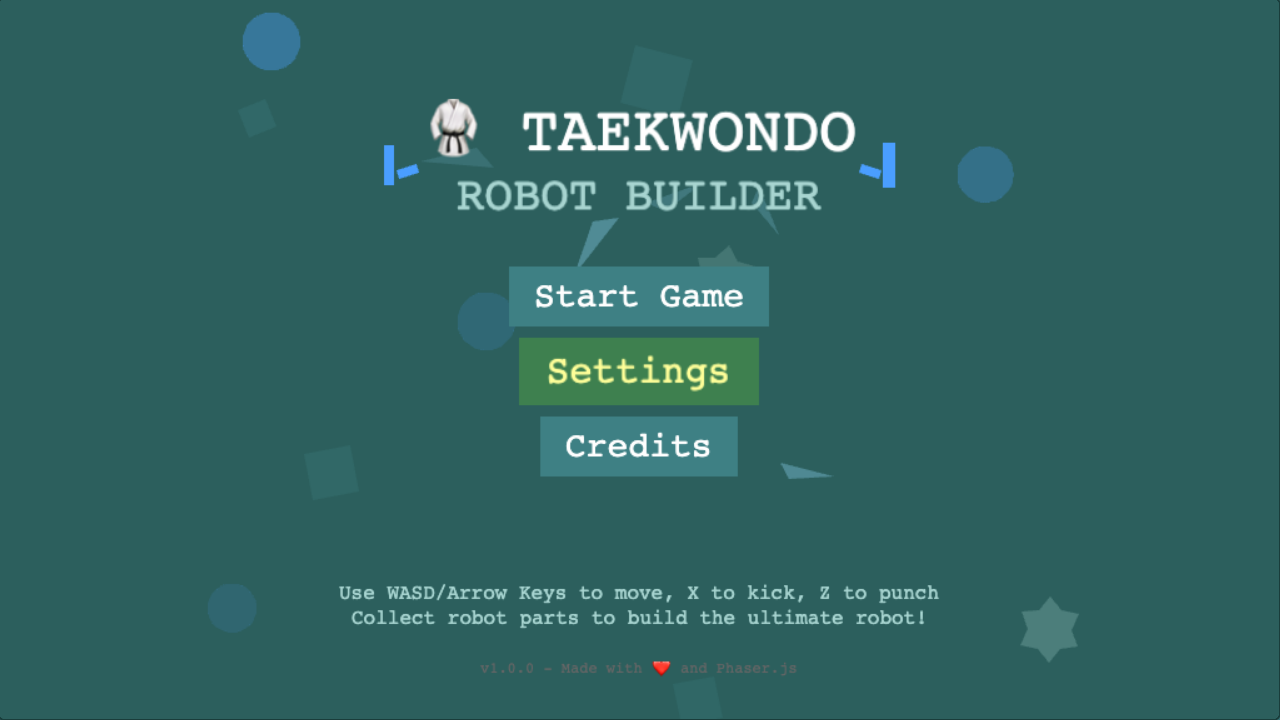 🥋 TAEKWONDO
ROBOT BUILDER
Start Game
Settings
Credits
Use WASD/Arrow Keys to move, X to kick, Z to punch
Collect robot parts to build the ultimate robot!
v1.0.0 - Made with ❤️ and Phaser.js